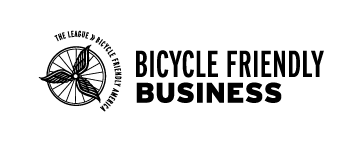 THE LEAGUE » BICYCLE FRIENDLY AMERICA
BICYCLE FRIENDLY
BUSINESS